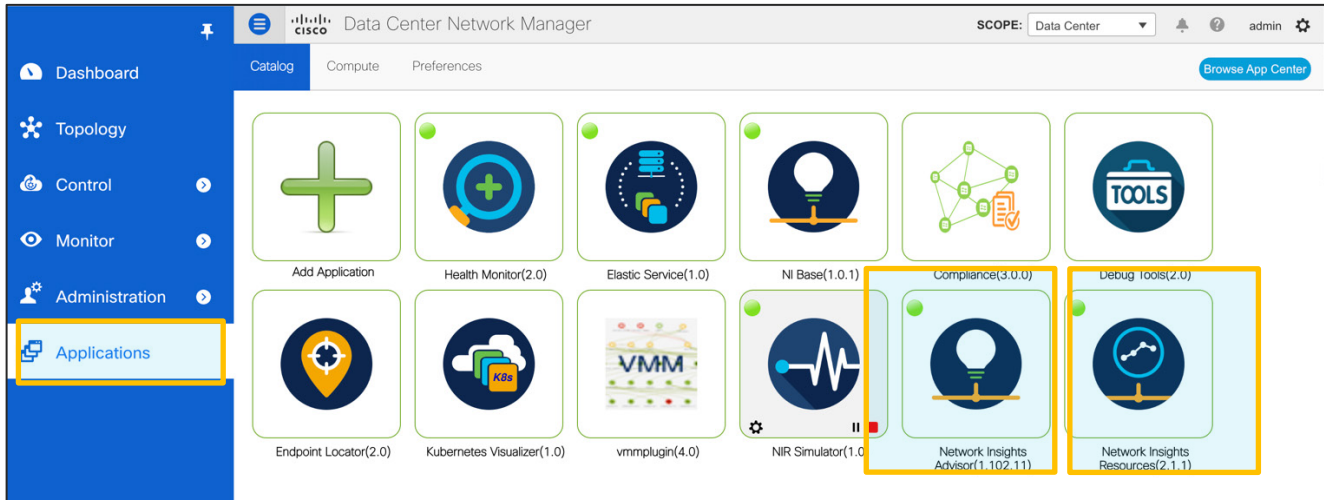 cisco Data Center Network Manager
SCOPE: Data Center
admin
Dashboard
Topology
Control
Monitor
Administration
Applications
Catalog Compute Preferences
Browse App Center
TOOLS
Add Application
Health Monitor(2.0)
Elastic Service(1.0)
NI Base(1.0.1)
Compliance(3.0.0)
Debug Tools(2.0)
K8s
VMM
Endpoint Locator(2.0)
Kubernetes Visualizer(1.0)
vmmplugin(4.0)
NIR Simulator(1.0
Network Insights
Advisor(1.102.11)
Network Insights
Resources(2.1.1)